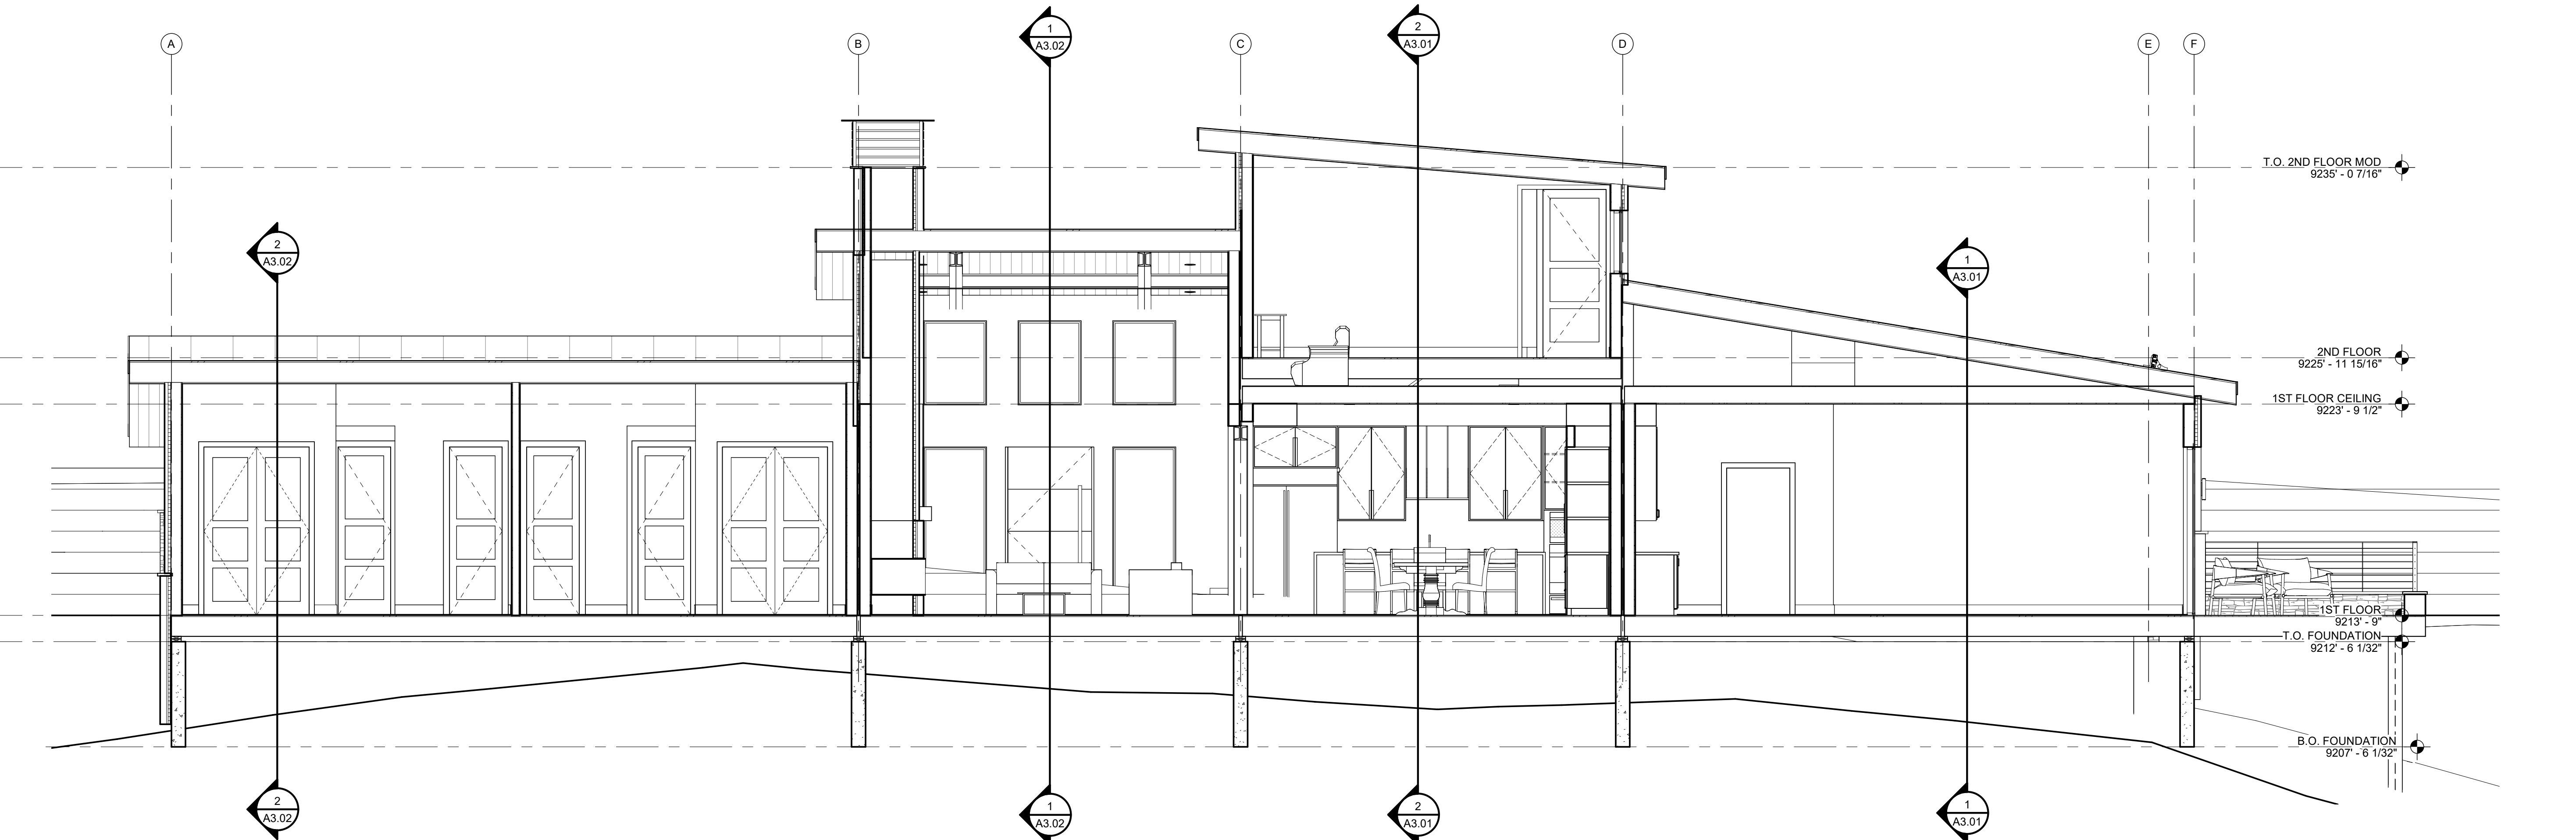 1
A3.02
2
A3.01
A
B
C
D
E
F
T.O. 2ND FLOOR MOD
9235' - 0 7/16"
2
A3.02
1
A3.01
2ND FLOOR
9225' - 11 15/16"
1ST FLOOR CEILING
9223' - 9 1/2"
1ST FLOOR
9213' - 9"
T.O. FOUNDATION
9212' - 6 1/32"
B.O. FOUNDATION
9207' - 6 1/32"
2
A3.02
1
A3.02
2
A3.01
1
A3.01